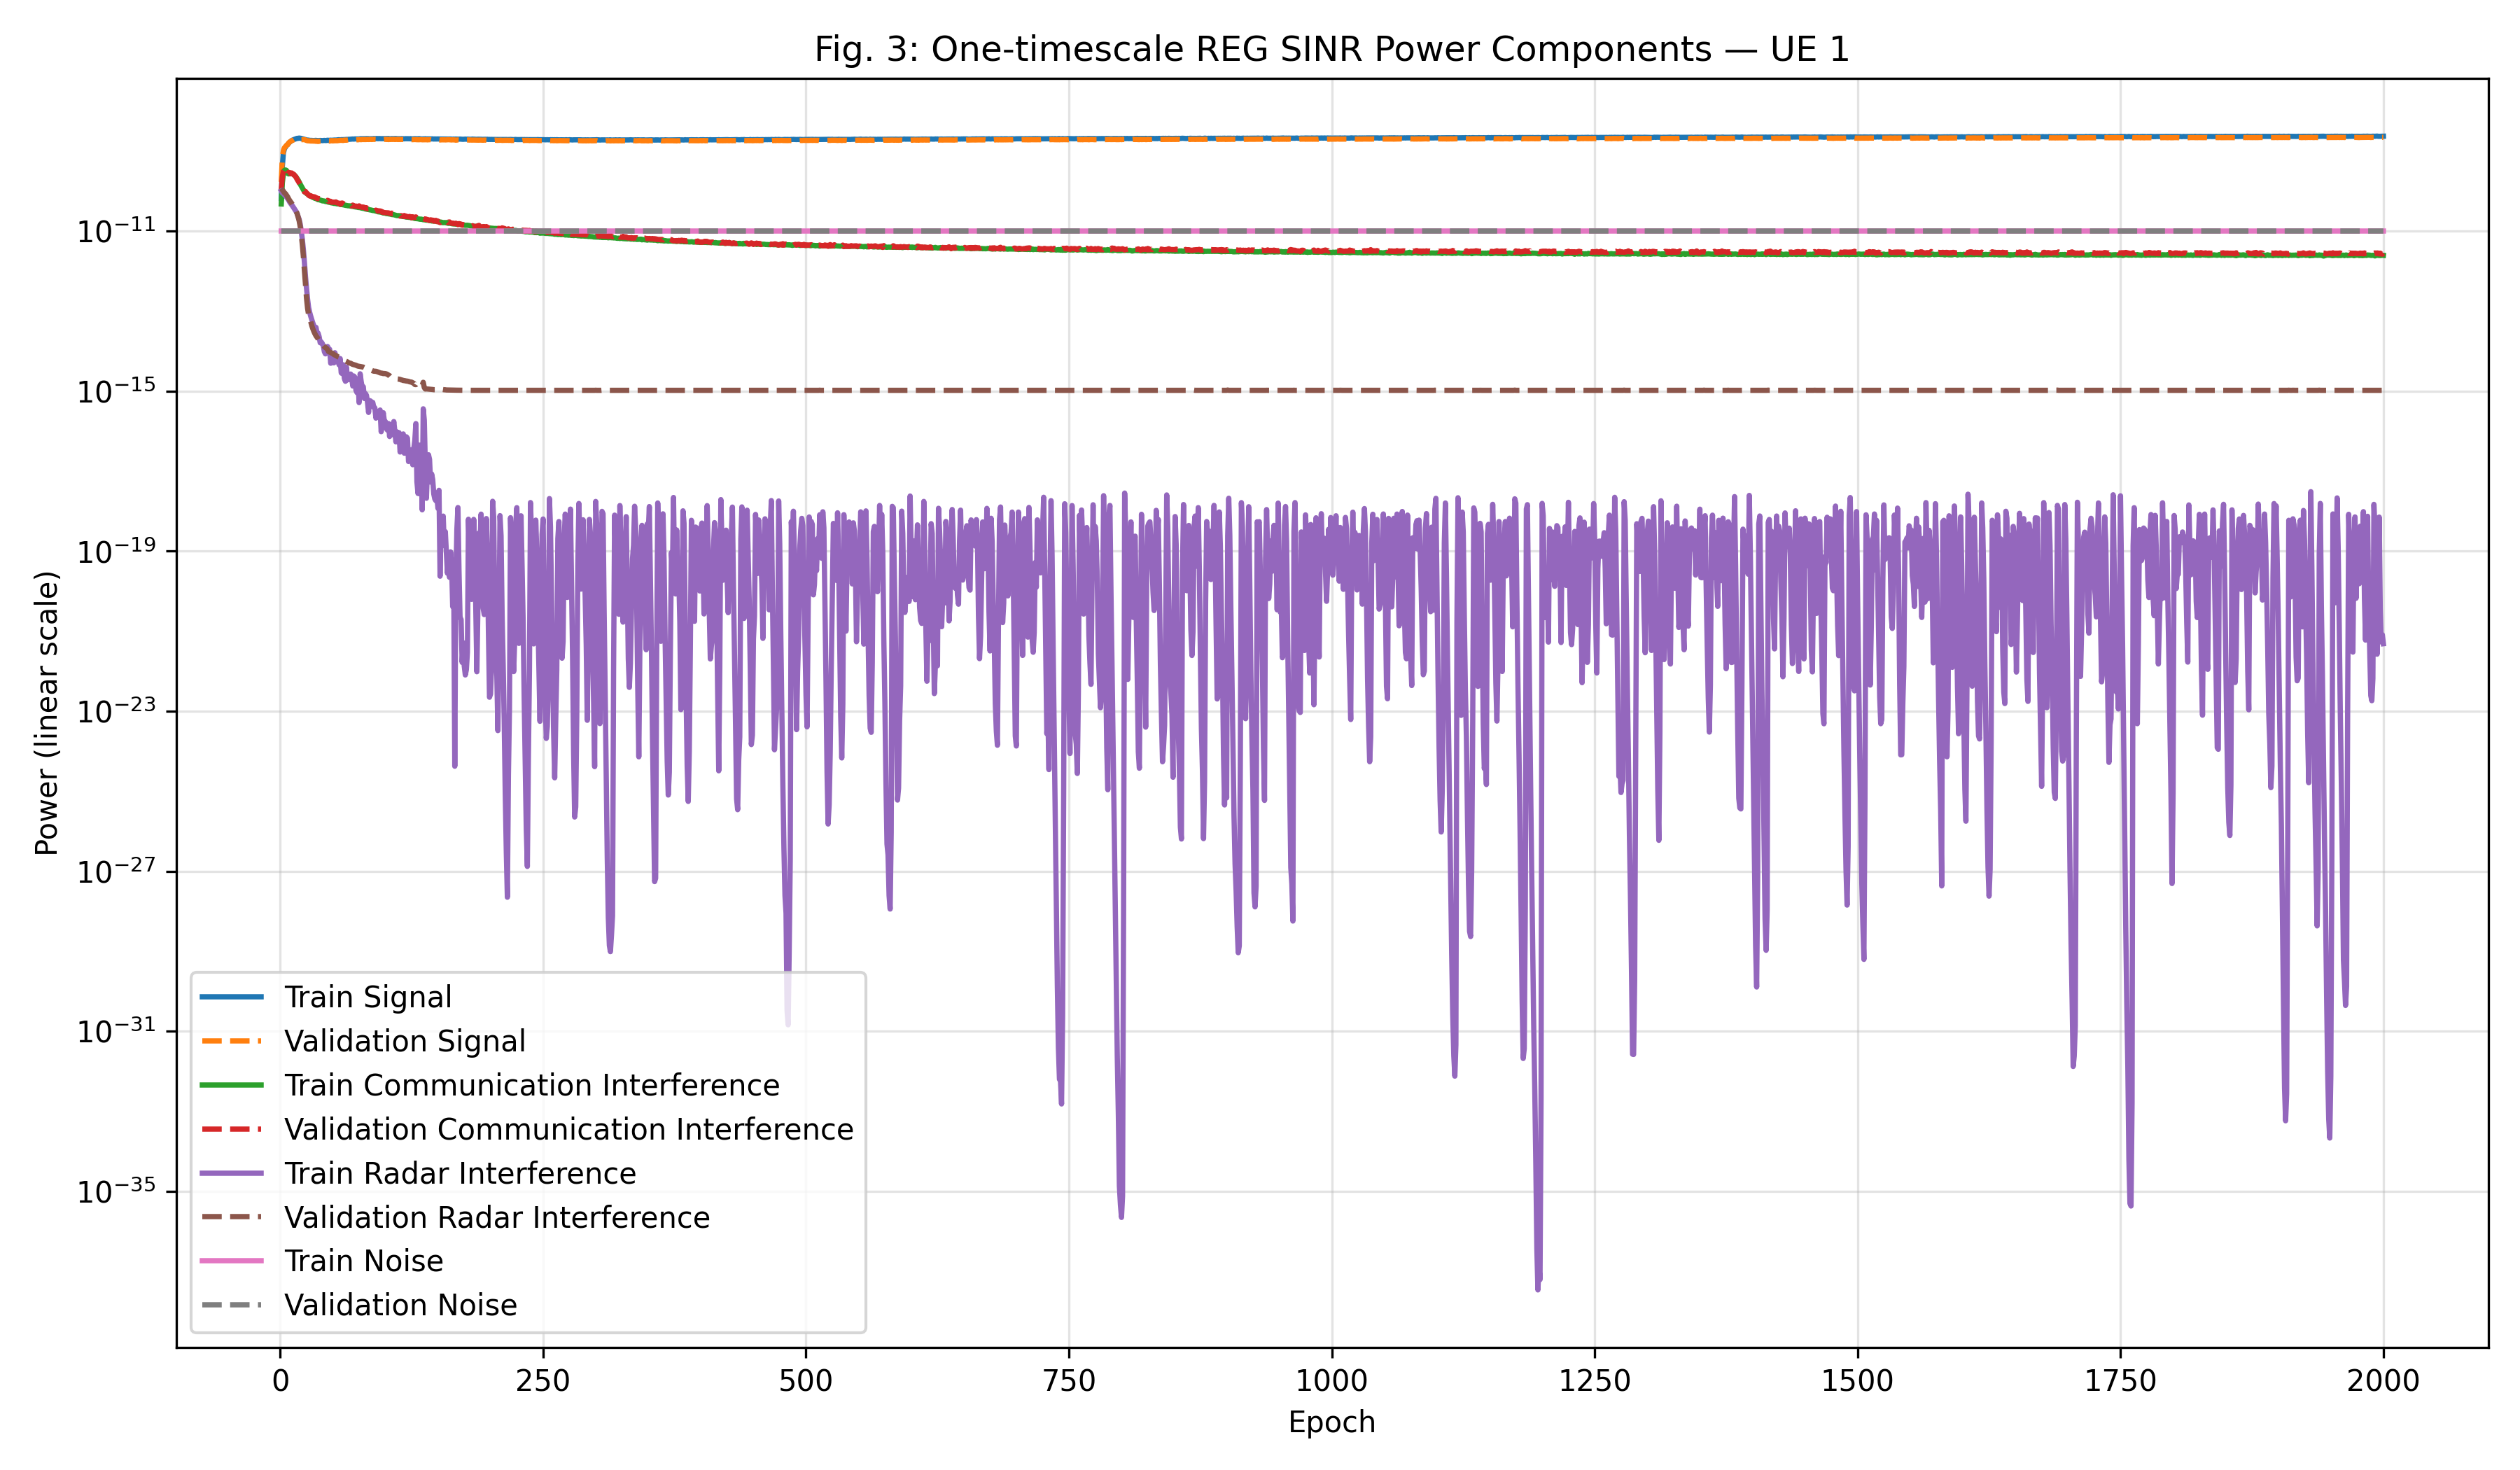 Fig. 3: One-timescale REG SINR Power Components — UE 1
Power (linear scale)
10⁻¹¹
10⁻¹⁵
10⁻¹⁹
10⁻²³
10⁻²⁷
10⁻³¹
10⁻³⁵
Train Signal
Validation Signal
Train Communication Interference
Validation Communication Interference
Train Radar Interference
Validation Radar Interference
Train Noise
Validation Noise
0 250 500 750 1000 1250 1500 1750 2000
Epoch